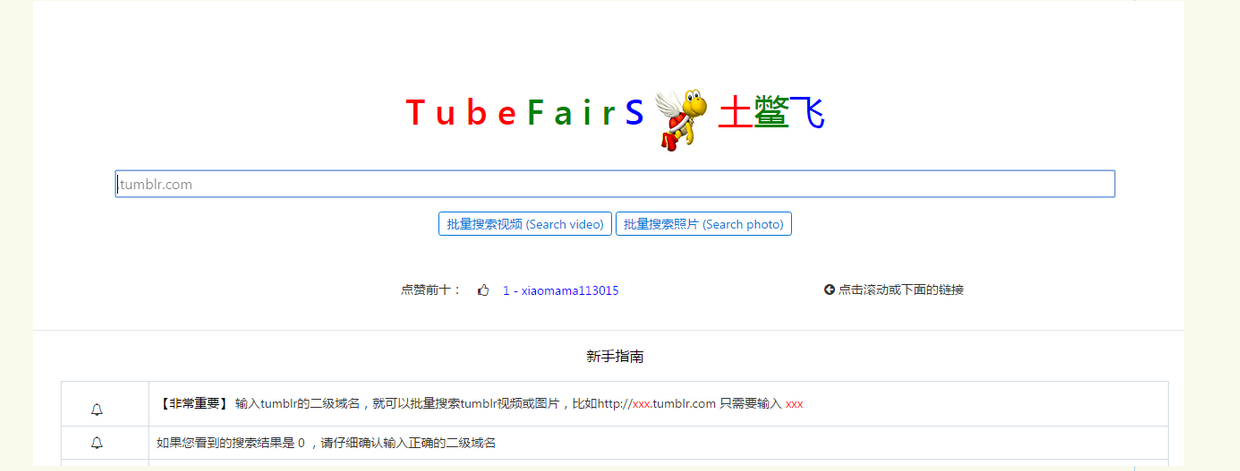 TubeFairS 土鳖飞
.tumblr.com
批量搜索视频 (Search video) 批量搜索照片 (Search photo)
点赞前十： 1 - xiaomama113015 点击滚动或下面的链接
新手指南
【非常重要】 输入tumblr的二级域名，就可以批量搜索tumblr视频或图片，比如http://xxx.tumblr.com 只需要输入 xxx
如果您看到的搜索结果是 0 ，请仔细确认输入正确的二级域名